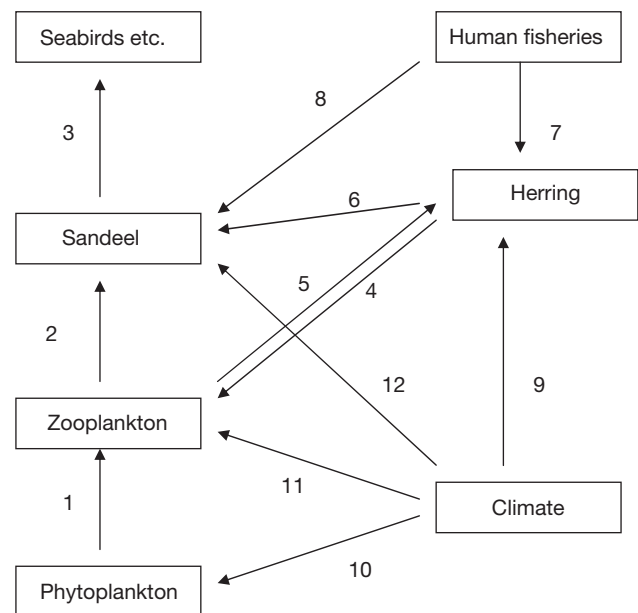 Seabirds etc.
Human fisheries
8
3
7
Herring
6
Sandeel
5
4
2
12
9
Zooplankton
11
Climate
1
10
Phytoplankton